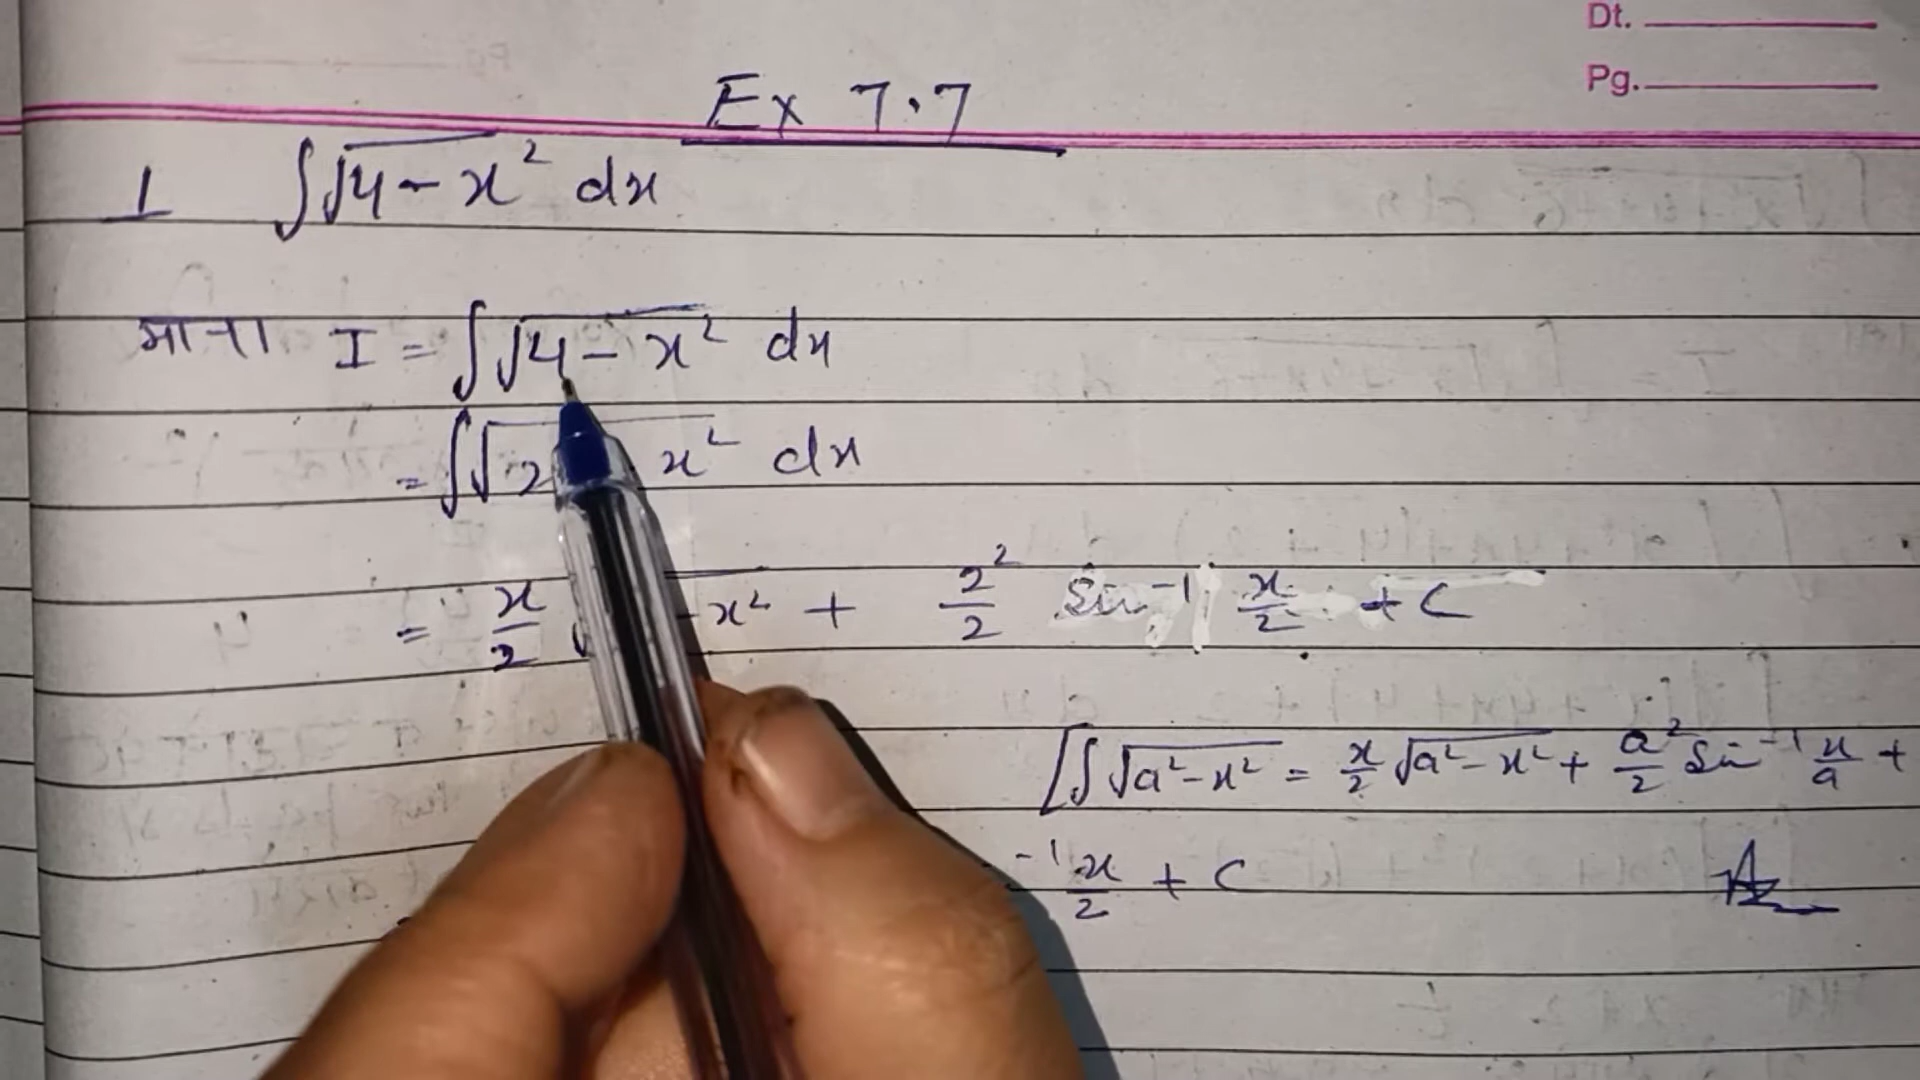 Dt.
Pg.
Ex 7.7
1 ∫√4-x² dx
माना I = ∫√4-x² dx
= ∫√2 x² dx
= x/2 √ -x² + 2²/2 Sin⁻¹ x/2 + C
[∫√a²-x² = x/2 √a²-x² + a²/2 Sin⁻¹ x/a +
⁻¹ x/2 + C